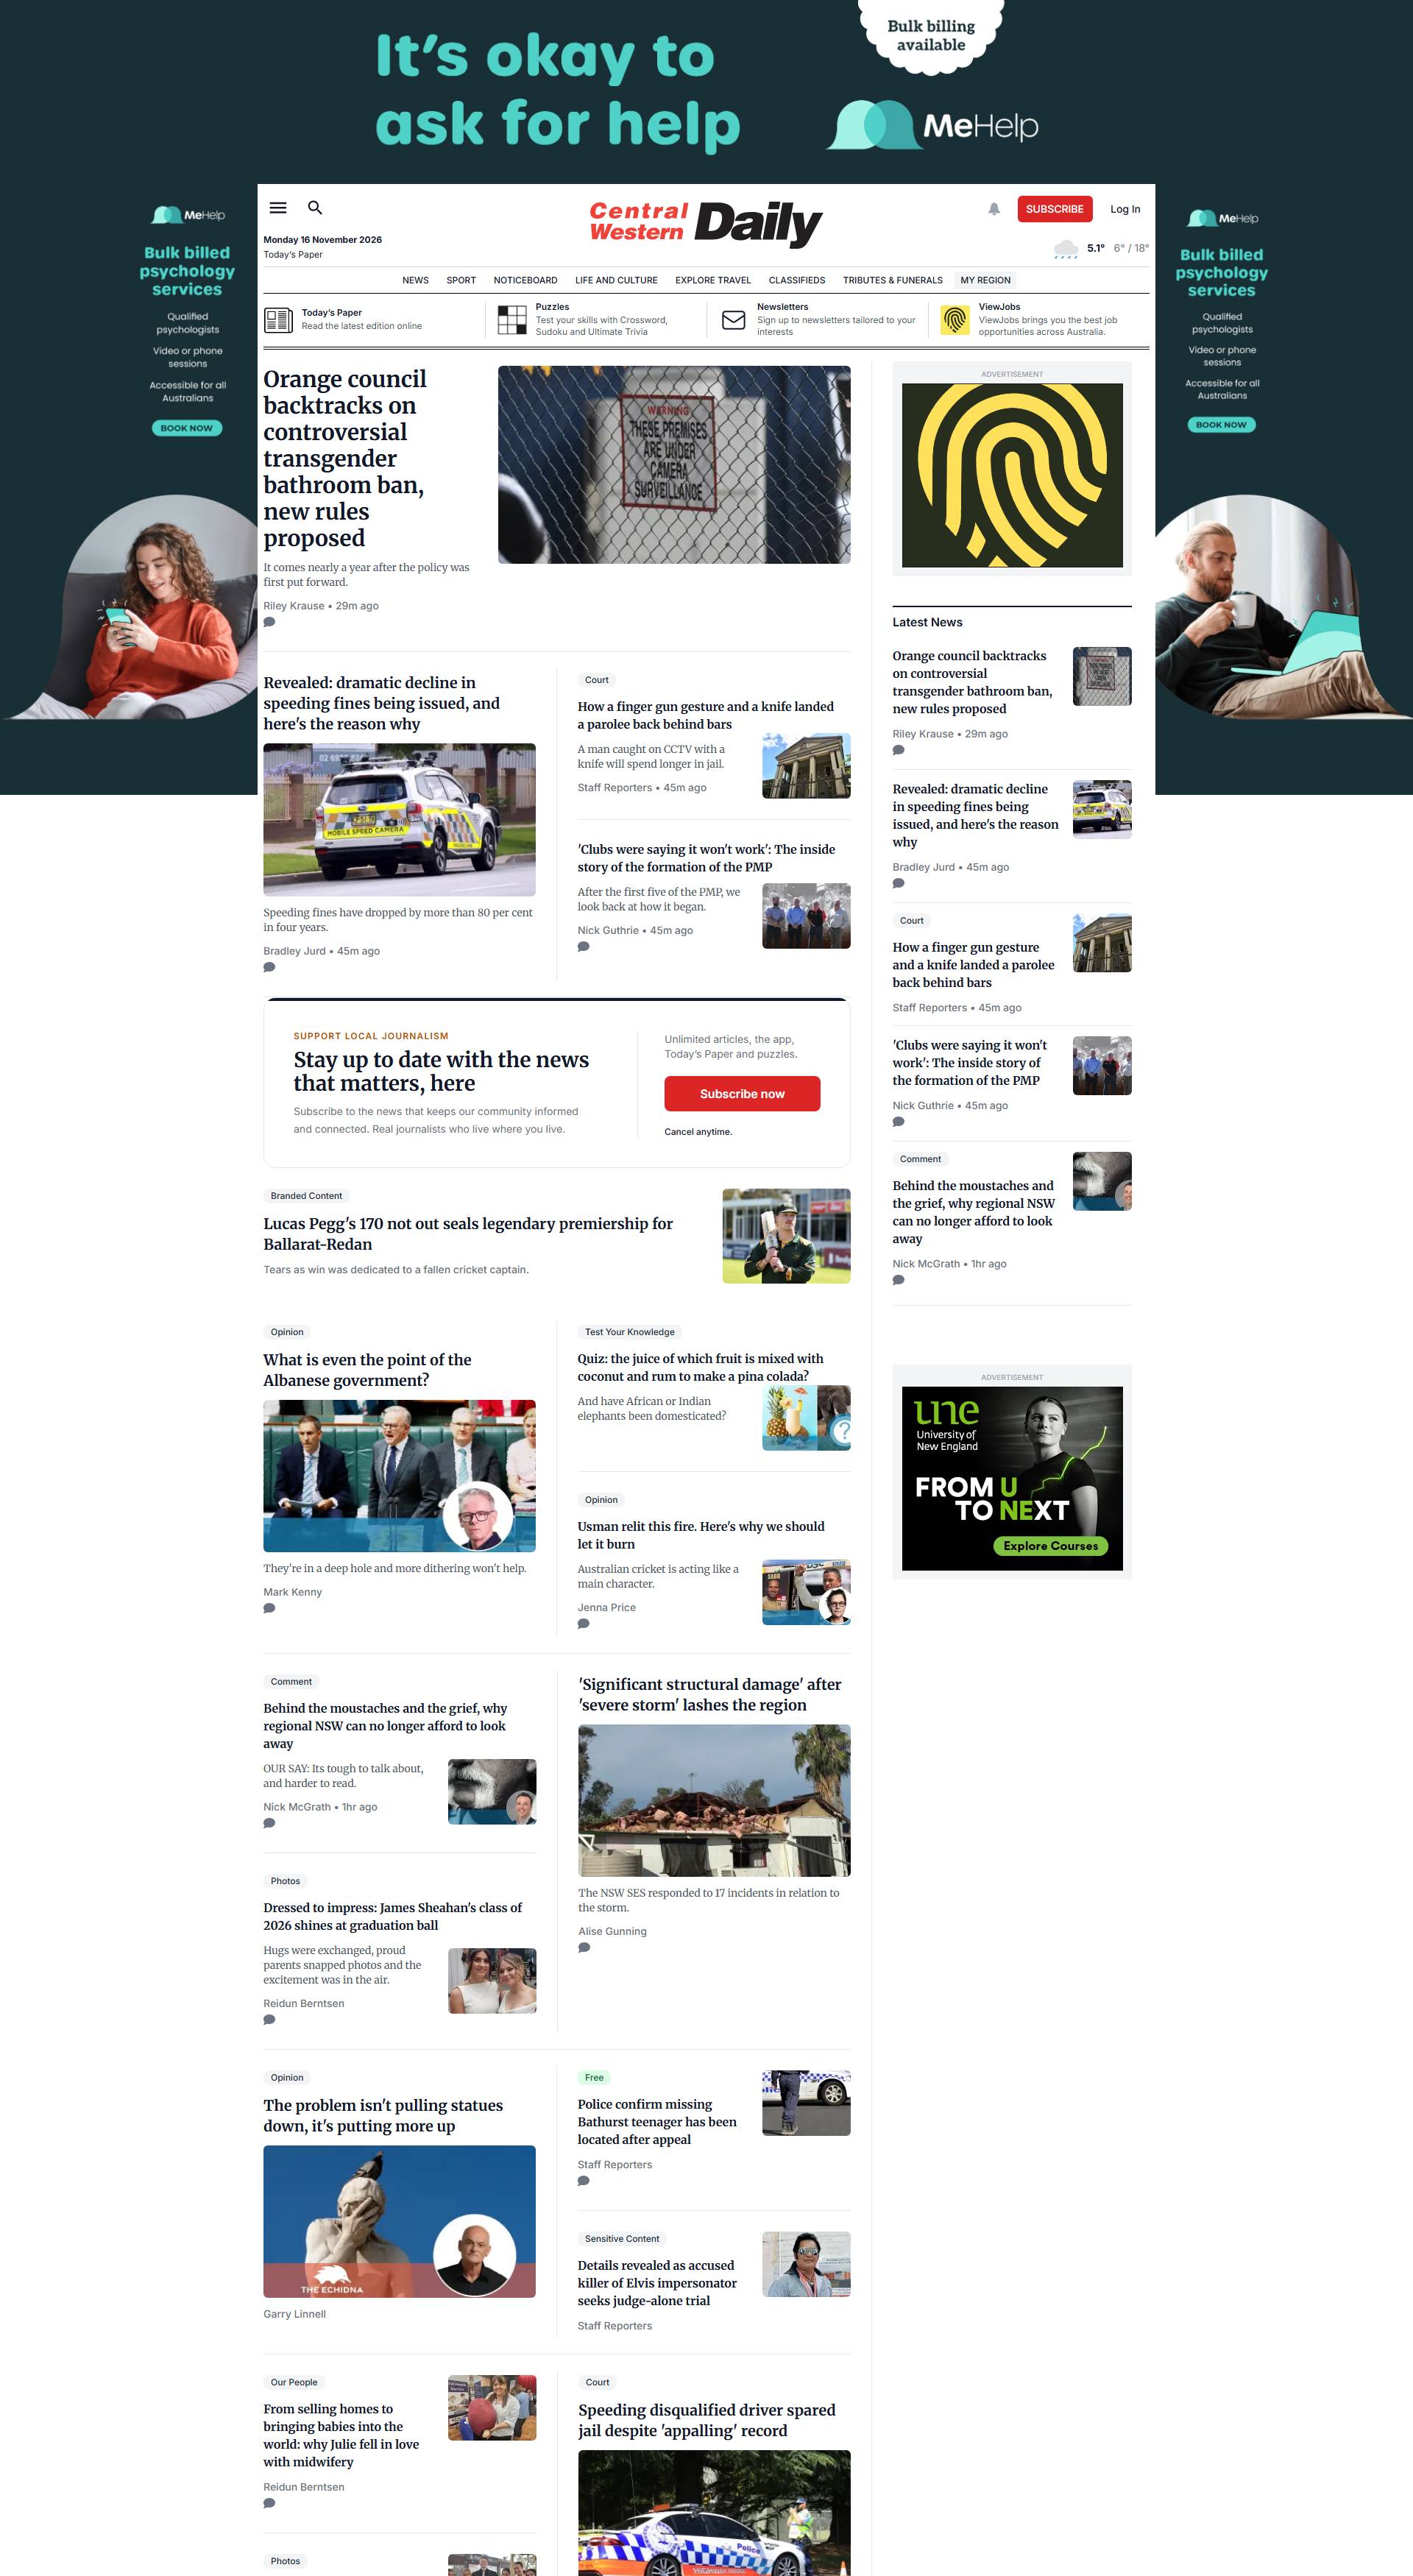 It's okay to
ask for help
Bulk billing
available
MeHelp
MeHelp
Bulk billed
psychology
services
Qualified
psychologists
Video or phone
sessions
Accessible for all
Australians
BOOK NOW
MeHelp
Bulk billed
psychology
services
Qualified
psychologists
Video or phone
sessions
Accessible for all
Australians
BOOK NOW
Central
Western Daily
SUBSCRIBE
Log In
Monday 16 November 2026
Today's Paper
5.1° 6° / 18°
NEWS SPORT NOTICEBOARD LIFE AND CULTURE EXPLORE TRAVEL CLASSIFIEDS TRIBUTES & FUNERALS MY REGION
Today's Paper
Read the latest edition online
Puzzles
Test your skills with Crossword,
Sudoku and Ultimate Trivia
Newsletters
Sign up to newsletters tailored to your
interests
ViewJobs
ViewJobs brings you the best job
opportunities across Australia.
Orange council
backtracks on
controversial
transgender
bathroom ban,
new rules
proposed
It comes nearly a year after the policy was
first put forward.
Riley Krause • 29m ago
WARNING
THESE PREMISES
ARE UNDER
CAMERA
SURVEILLANCE
Revealed: dramatic decline in
speeding fines being issued, and
here's the reason why
MOBILE SPEED CAMERA
Speeding fines have dropped by more than 80 per cent
in four years.
Bradley Jurd • 45m ago
Court
How a finger gun gesture and a knife landed
a parolee back behind bars
A man caught on CCTV with a
knife will spend longer in jail.
Staff Reporters • 45m ago
'Clubs were saying it won't work': The inside
story of the formation of the PMP
After the first five of the PMP, we
look back at how it began.
Nick Guthrie • 45m ago
SUPPORT LOCAL JOURNALISM
Stay up to date with the news
that matters, here
Subscribe to the news that keeps our community informed
and connected. Real journalists who live where you live.
Unlimited articles, the app,
Today's Paper and puzzles.
Subscribe now
Cancel anytime.
Branded Content
Lucas Pegg's 170 not out seals legendary premiership for
Ballarat-Redan
Tears as win was dedicated to a fallen cricket captain.
Opinion
What is even the point of the
Albanese government?
They're in a deep hole and more dithering won't help.
Mark Kenny
Test Your Knowledge
Quiz: the juice of which fruit is mixed with
coconut and rum to make a pina colada?
And have African or Indian
elephants been domesticated?
?
Opinion
Usman relit this fire. Here's why we should
let it burn
Australian cricket is acting like a
main character.
Jenna Price
Comment
Behind the moustaches and the grief, why
regional NSW can no longer afford to look
away
OUR SAY: Its tough to talk about,
and harder to read.
Nick McGrath • 1hr ago
Photos
Dressed to impress: James Sheahan's class of
2026 shines at graduation ball
Hugs were exchanged, proud
parents snapped photos and the
excitement was in the air.
Reidun Berntsen
'Significant structural damage' after
'severe storm' lashes the region
The NSW SES responded to 17 incidents in relation to
the storm.
Alise Gunning
Opinion
The problem isn't pulling statues
down, it's putting more up
THE ECHIDNA
Garry Linnell
Free
Police confirm missing
Bathurst teenager has been
located after appeal
Staff Reporters
Sensitive Content
Details revealed as accused
killer of Elvis impersonator
seeks judge-alone trial
Staff Reporters
Our People
From selling homes to
bringing babies into the
world: why Julie fell in love
with midwifery
Reidun Berntsen
Photos
Court
Speeding disqualified driver spared
jail despite 'appalling' record
Police
ADVERTISEMENT
Latest News
Orange council backtracks
on controversial
transgender bathroom ban,
new rules proposed
Riley Krause • 29m ago
Revealed: dramatic decline
in speeding fines being
issued, and here's the reason
why
Bradley Jurd • 45m ago
Court
How a finger gun gesture
and a knife landed a parolee
back behind bars
Staff Reporters • 45m ago
'Clubs were saying it won't
work': The inside story of
the formation of the PMP
Nick Guthrie • 45m ago
Comment
Behind the moustaches and
the grief, why regional NSW
can no longer afford to look
away
Nick McGrath • 1hr ago
ADVERTISEMENT
une
University of
New England
FROM U
TO NEXT
Explore Courses